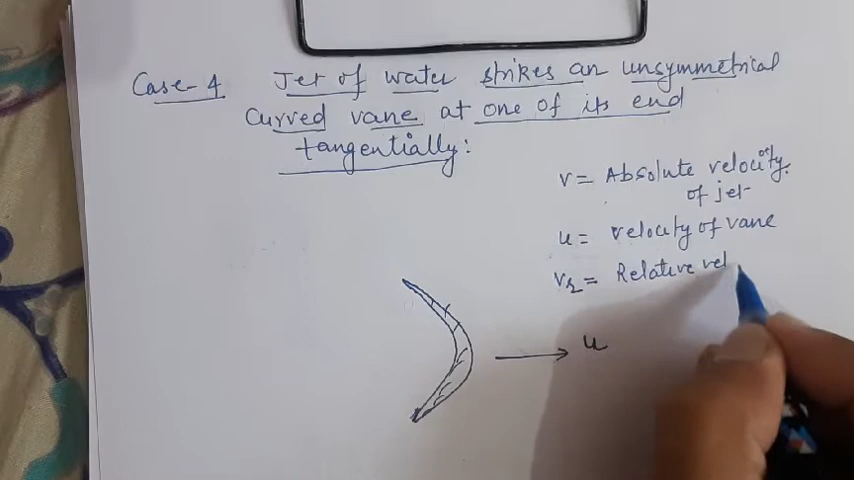 Case-4 Jet of water strikes an unsymmetrical
curved vane at one of its end
tangentially:
V = Absolute velocity
of jet
u = velocity of vane
Vr = Relative vel
u